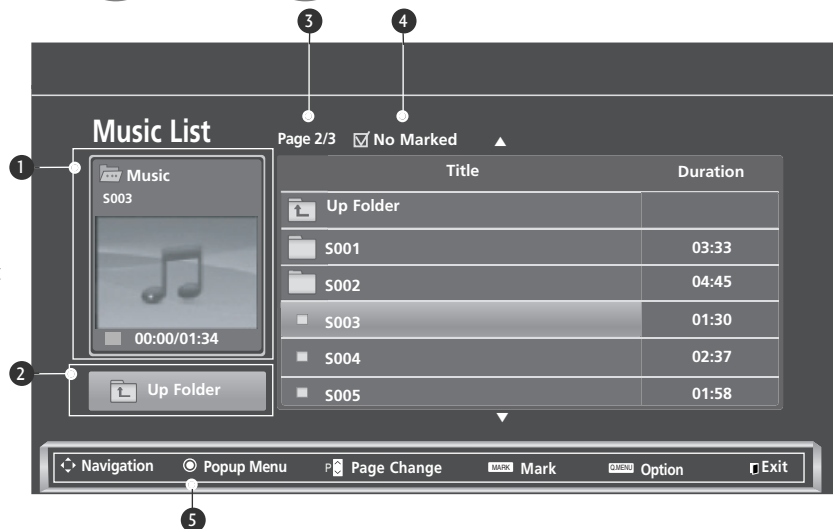 3 4
Music List
Page 2/3 No Marked
1
Music
S003
00:00/01:34
2
Up Folder
Title Duration
Up Folder
S001 03:33
S002 04:45
S003 01:30
S004 02:37
S005 01:58
Navigation Popup Menu P Page Change MARK Mark Q.MENU Option Exit
5